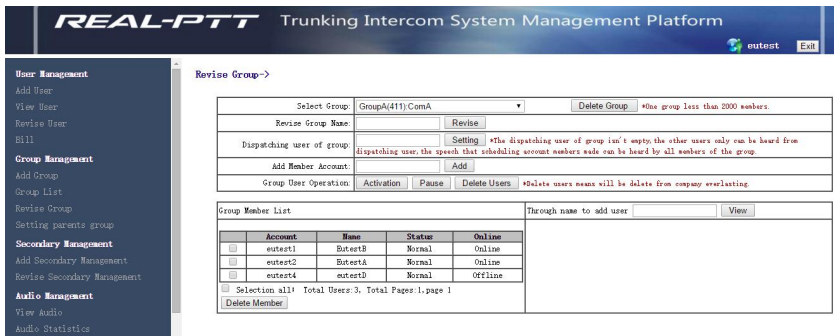 REAL-PTT Trunking Intercom System Management Platform
eutest Exit
User Management
Add User
View User
Revise User
Bill
Group Management
Add Group
Group List
Revise Group
Setting parents group
Secondary Management
Add Secondary Management
Revise Secondary Management
Audio Management
View Audio
Audio Statistics
Revise Group->
Select Group: GroupA(411):ComA Delete Group *One group less than 2000 members.
Revise Group Name: Revise
Dispatching user of group: Setting *The dispatching user of group isn't empty, the other users only can be heard from
dispatching user, the speech that scheduling account members made can be heard by all members of the group.
Add Member Account: Add
Group User Operation: Activation Pause Delete Users *Delete users means will be delete from company everlasting.
Group Member List
Account Name Status Online
eutest1 EutestB Normal Online
eutest2 EutestA Normal Online
eutest4 eutestD Normal Offline
Selection all! Total Users:3, Total Pages:1, page 1
Delete Member
Through name to add user View